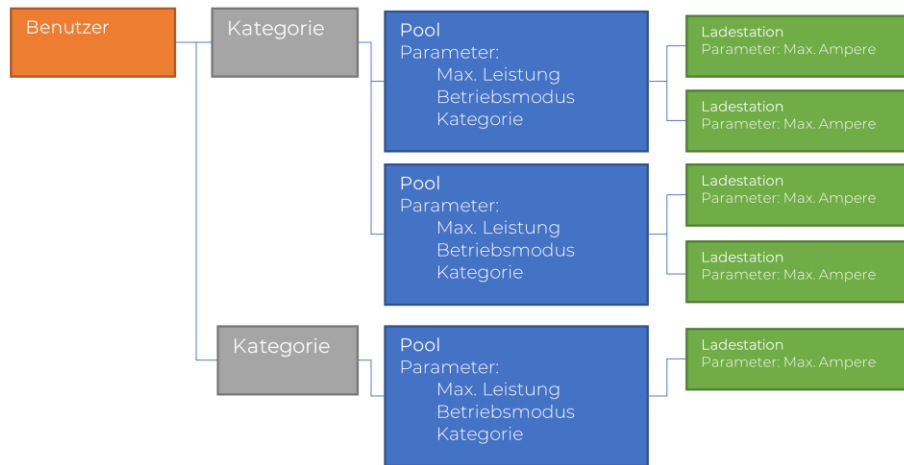 Benutzer
Kategorie
Pool
Parameter:
Max. Leistung
Betriebsmodus
Kategorie
Ladestation
Parameter: Max. Ampere
Ladestation
Parameter: Max. Ampere
Pool
Parameter:
Max. Leistung
Betriebsmodus
Kategorie
Ladestation
Parameter: Max. Ampere
Ladestation
Parameter: Max. Ampere
Kategorie
Pool
Parameter:
Max. Leistung
Betriebsmodus
Kategorie
Ladestation
Parameter: Max. Ampere